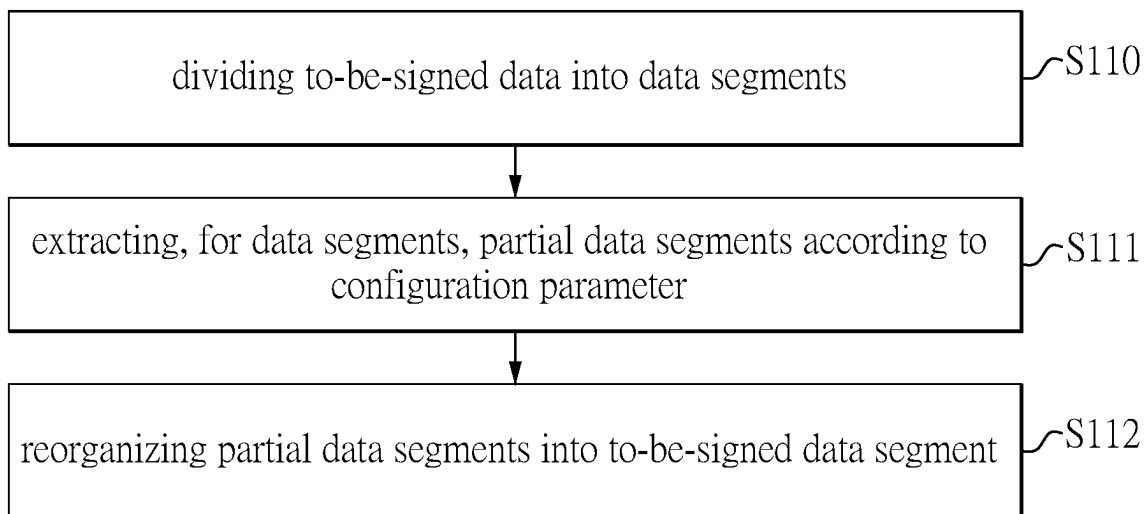 dividing to-be-signed data into data segments
S110
extracting, for data segments, partial data segments according to
configuration parameter
S111
reorganizing partial data segments into to-be-signed data segment
S112